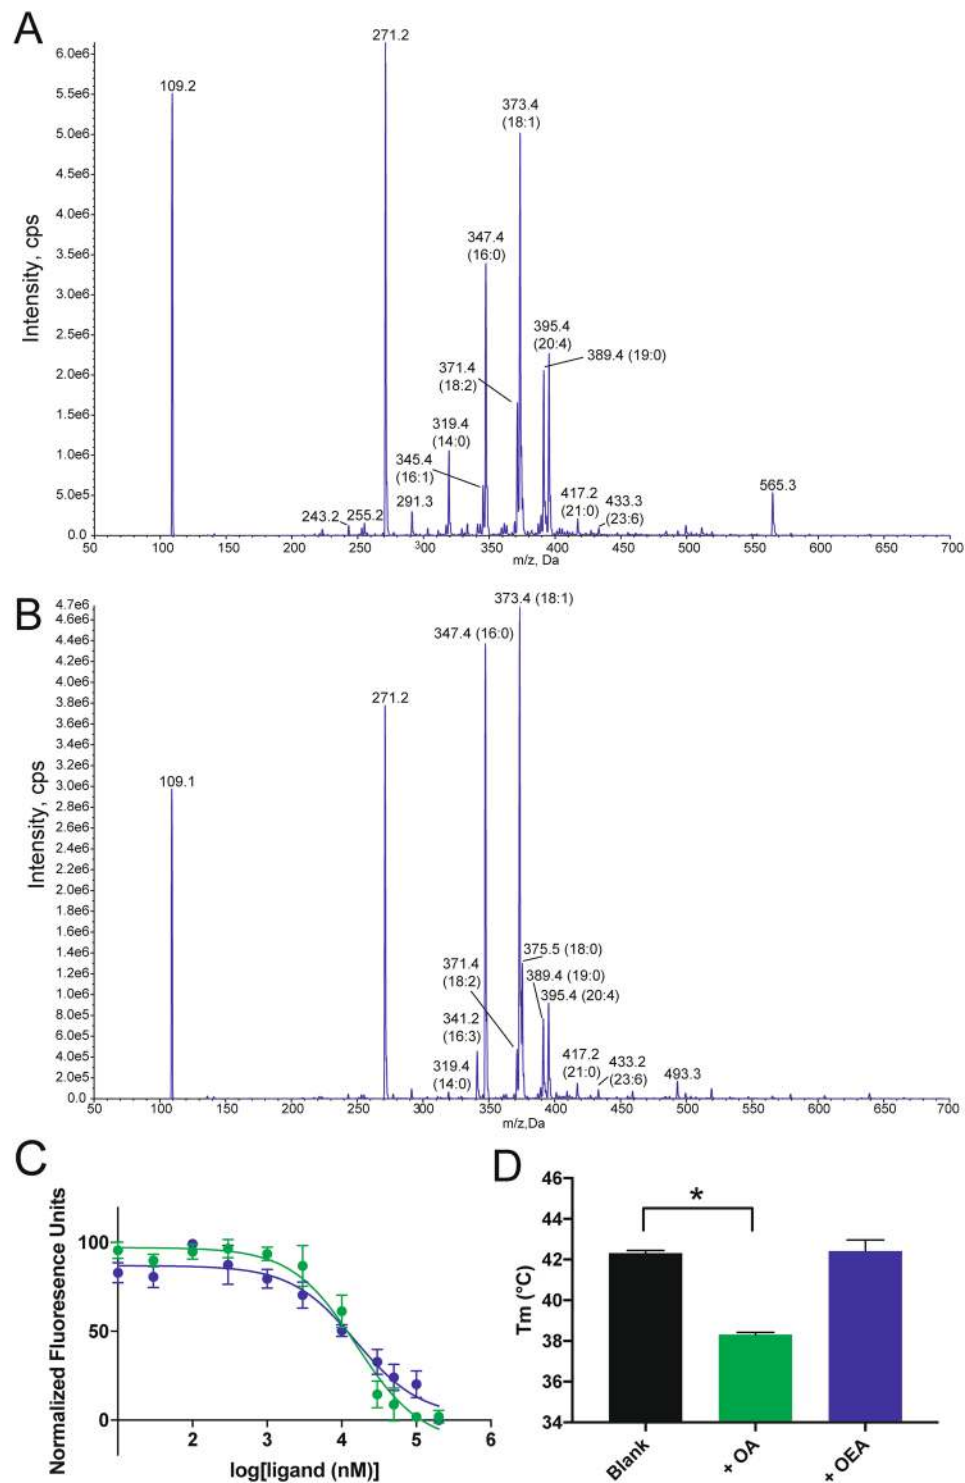 A
Intensity, cps
6.0e6
5.5e6
5.0e6
4.5e6
4.0e6
3.5e6
3.0e6
2.5e6
2.0e6
1.5e6
1.0e6
5.0e5
0.0
109.2
271.2
373.4
(18:1)
347.4
(16:0)
395.4
(20:4)
389.4 (19:0)
371.4
(18:2)
319.4
(14:0)
345.4
(16:1)
291.3
243.2
255.2
417.2
(21:0)
433.3
(23:6)
565.3
50 100 150 200 250 300 350 400 450 500 550 600 650 700
m/z, Da
B
Intensity, cps
4.7e6
4.6e6
4.4e6
4.2e6
4.0e6
3.8e6
3.6e6
3.4e6
3.2e6
3.0e6
2.8e6
2.6e6
2.4e6
2.2e6
2.0e6
1.8e6
1.6e6
1.4e6
1.2e6
1.0e6
8.0e5
6.0e5
4.0e5
2.0e5
0.0
373.4 (18:1)
347.4 (16:0)
271.2
109.1
375.5 (18:0)
371.4
(18:2)
389.4 (19:0)
395.4 (20:4)
341.2
(16:3)
319.4
(14:0)
417.2
(21:0)
433.2
(23:6)
493.3
50 100 150 200 250 300 350 400 450 500 550 600 650 700
m/z,Da
C
Normalized Fluoresence Units
100
50
0
2 3 4 5 6
log[ligand (nM)]
D
Tm (°C)
46
44
42
40
38
36
34
*
Blank
+ OA
+ OEA